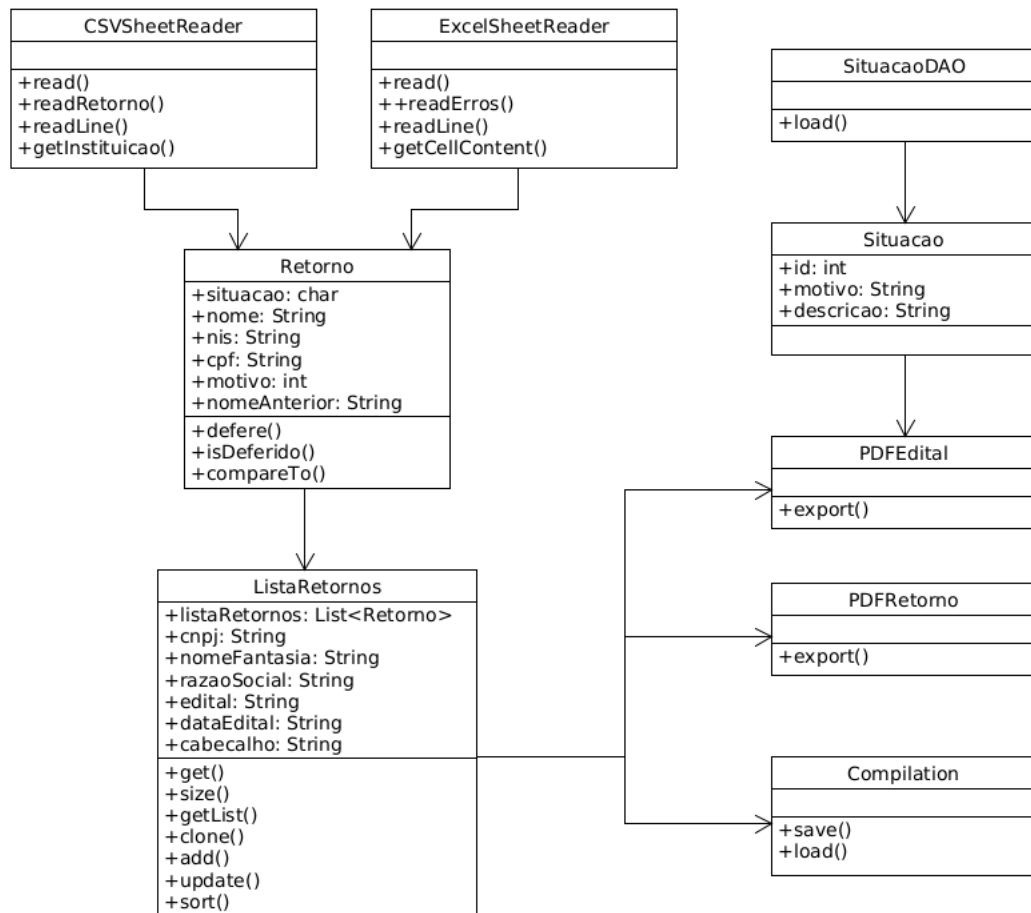 CSVSheetReader
+read()
+readRetorno()
+readLine()
+getInstituicao()
ExcelSheetReader
+read()
++readErros()
+readLine()
+getCellContent()
SituacaoDAO
+load()
Situacao
+id: int
+motivo: String
+descricao: String
Retorno
+situacao: char
+nome: String
+nis: String
+cpf: String
+motivo: int
+nomeAnterior: String
+defere()
+isDeferido()
+compareTo()
PDFEdital
+export()
ListaRetornos
+listaRetornos: List<Retorno>
+cnpj: String
+nomeFantasia: String
+razaoSocial: String
+edital: String
+dataEdital: String
+cabecalho: String
+get()
+size()
+getList()
+clone()
+add()
+update()
+sort()
PDFRetorno
+export()
Compilation
+save()
+load()